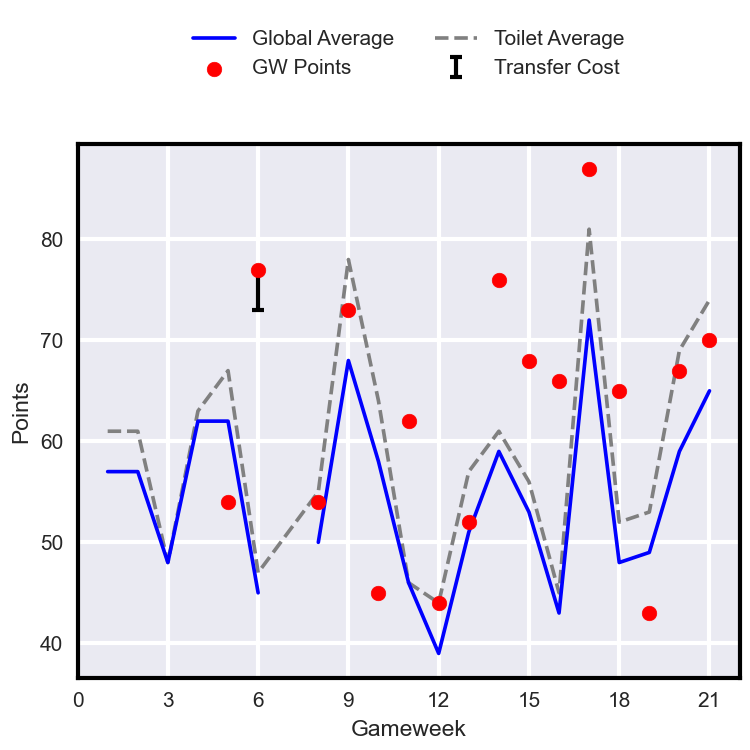 Global Average
Toilet Average
GW Points
Transfer Cost
80
70
60
50
40
Points
0 3 6 9 12 15 18 21
Gameweek